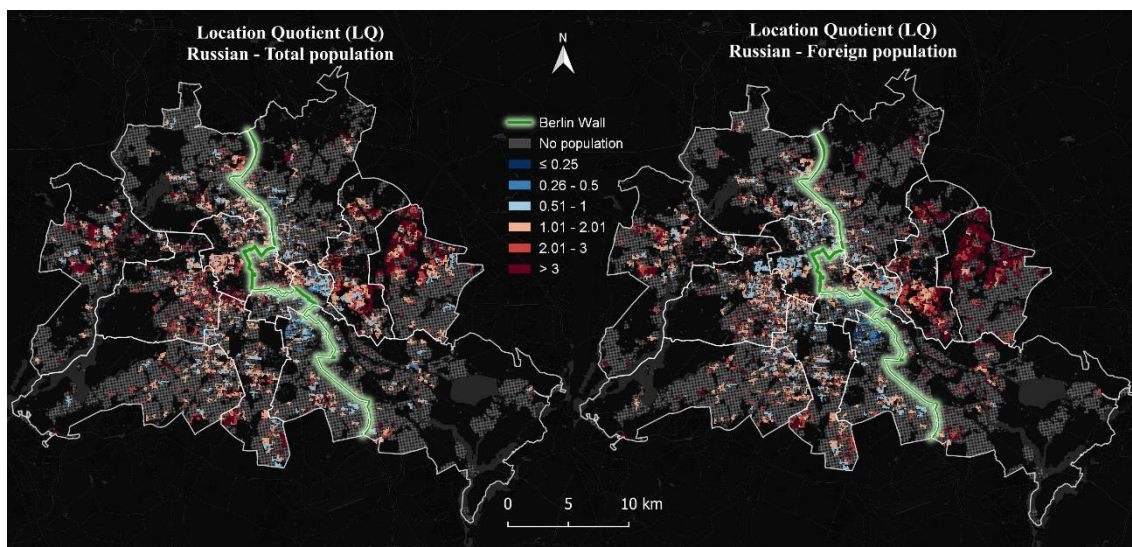 Location Quotient (LQ)
Russian - Total population
Location Quotient (LQ)
Russian - Foreign population
N
Berlin Wall
No population
≤ 0.25
0.26 - 0.5
0.51 - 1
1.01 - 2.01
2.01 - 3
> 3
0 5 10 km